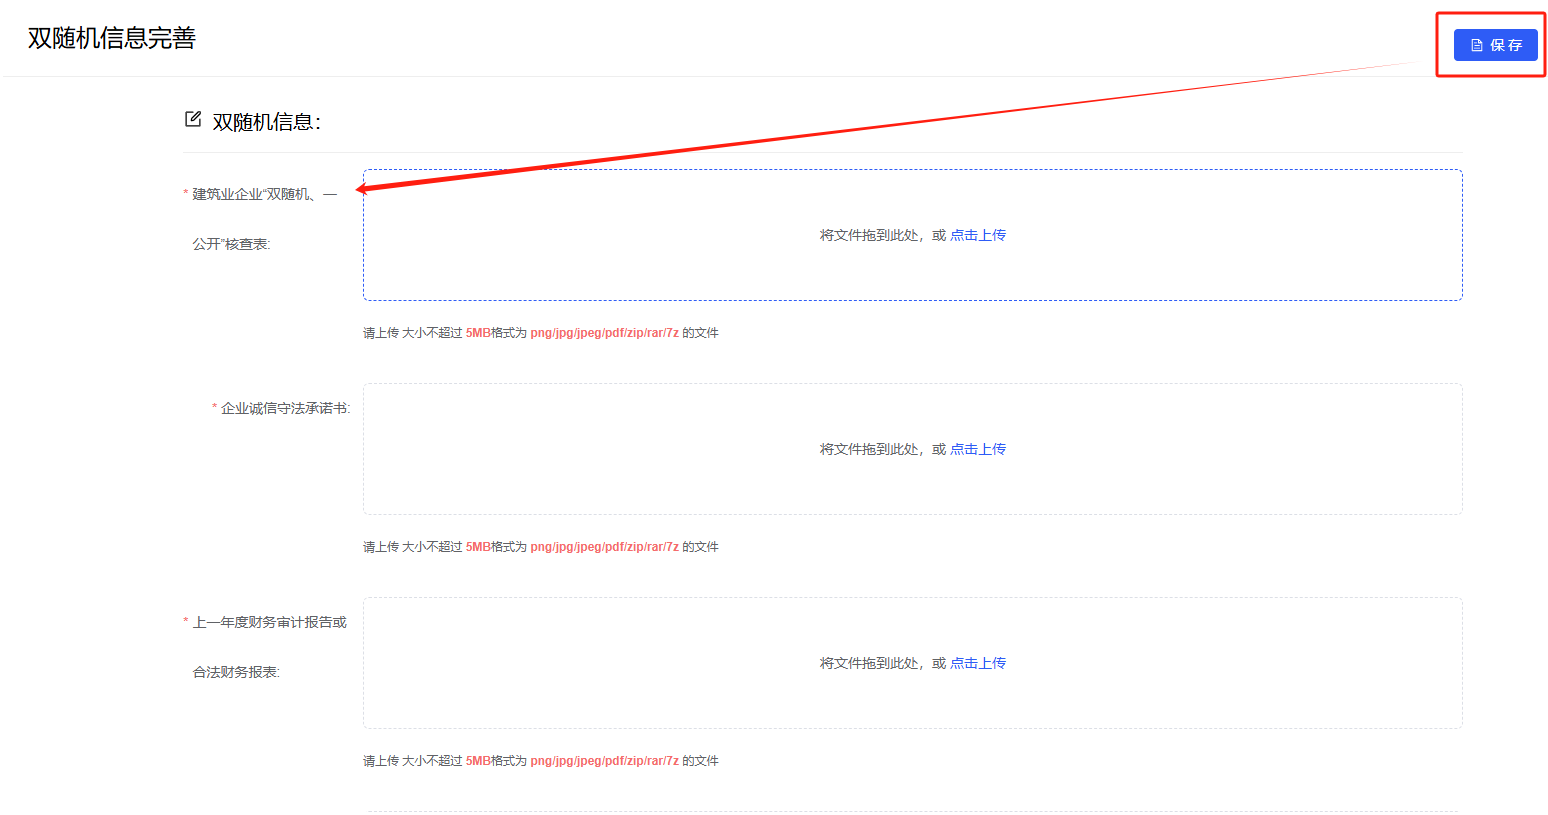 双随机信息完善
保存
双随机信息：
* 建筑业企业“双随机、一
公开”核查表:
将文件拖到此处，或 点击上传
请上传 大小不超过 5MB格式为 png/jpg/jpeg/pdf/zip/rar/7z 的文件
* 企业诚信守法承诺书:
将文件拖到此处，或 点击上传
请上传 大小不超过 5MB格式为 png/jpg/jpeg/pdf/zip/rar/7z 的文件
* 上一年度财务审计报告或
合法财务报表:
将文件拖到此处，或 点击上传
请上传 大小不超过 5MB格式为 png/jpg/jpeg/pdf/zip/rar/7z 的文件